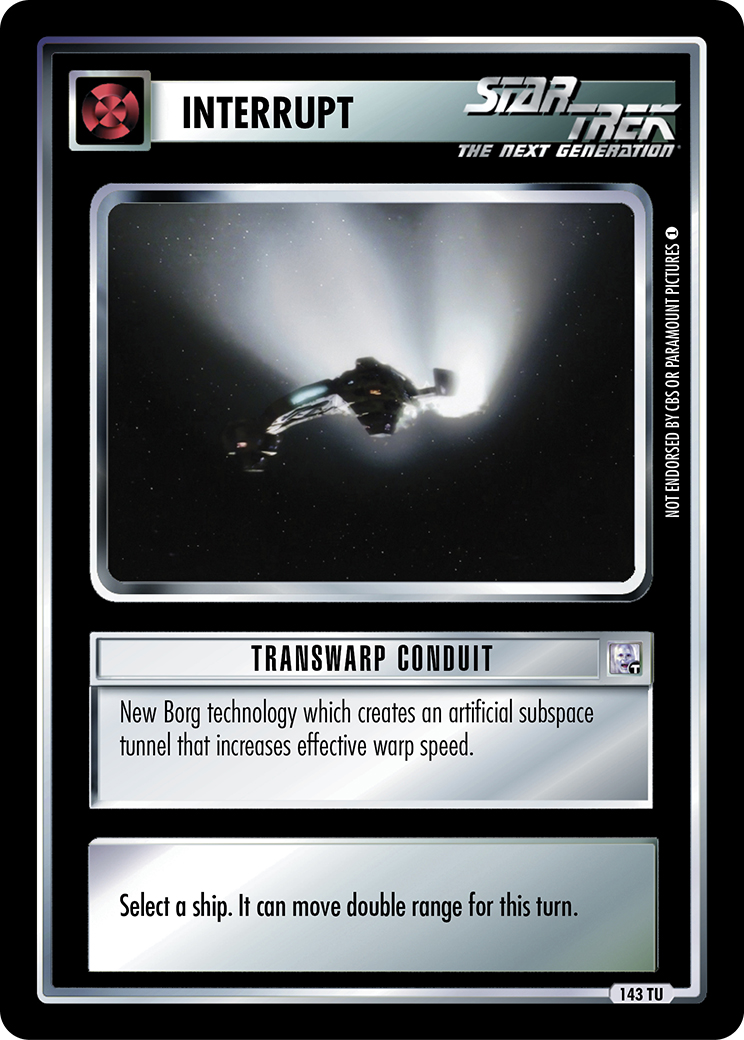 INTERRUPT
STAR TREK
THE NEXT GENERATION
NOT ENDORSED BY CBS OR PARAMOUNT PICTURES 1
TRANSWARP CONDUIT
T
New Borg technology which creates an artificial subspace
tunnel that increases effective warp speed.
Select a ship. It can move double range for this turn.
143 TU